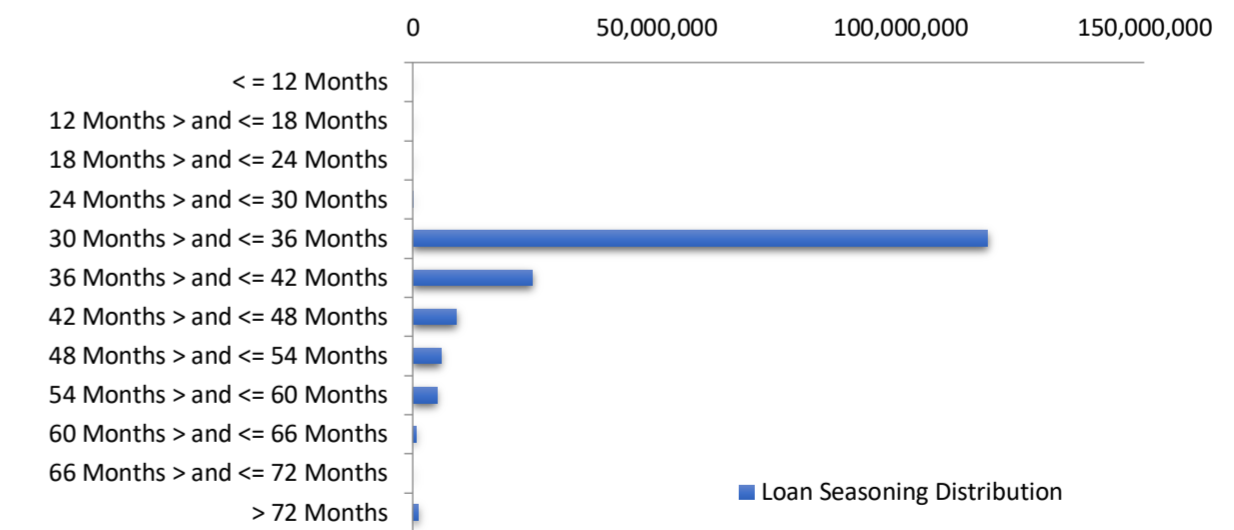 0 50,000,000 100,000,000 150,000,000
< = 12 Months
12 Months > and <= 18 Months
18 Months > and <= 24 Months
24 Months > and <= 30 Months
30 Months > and <= 36 Months
36 Months > and <= 42 Months
42 Months > and <= 48 Months
48 Months > and <= 54 Months
54 Months > and <= 60 Months
60 Months > and <= 66 Months
66 Months > and <= 72 Months
Loan Seasoning Distribution
> 72 Months